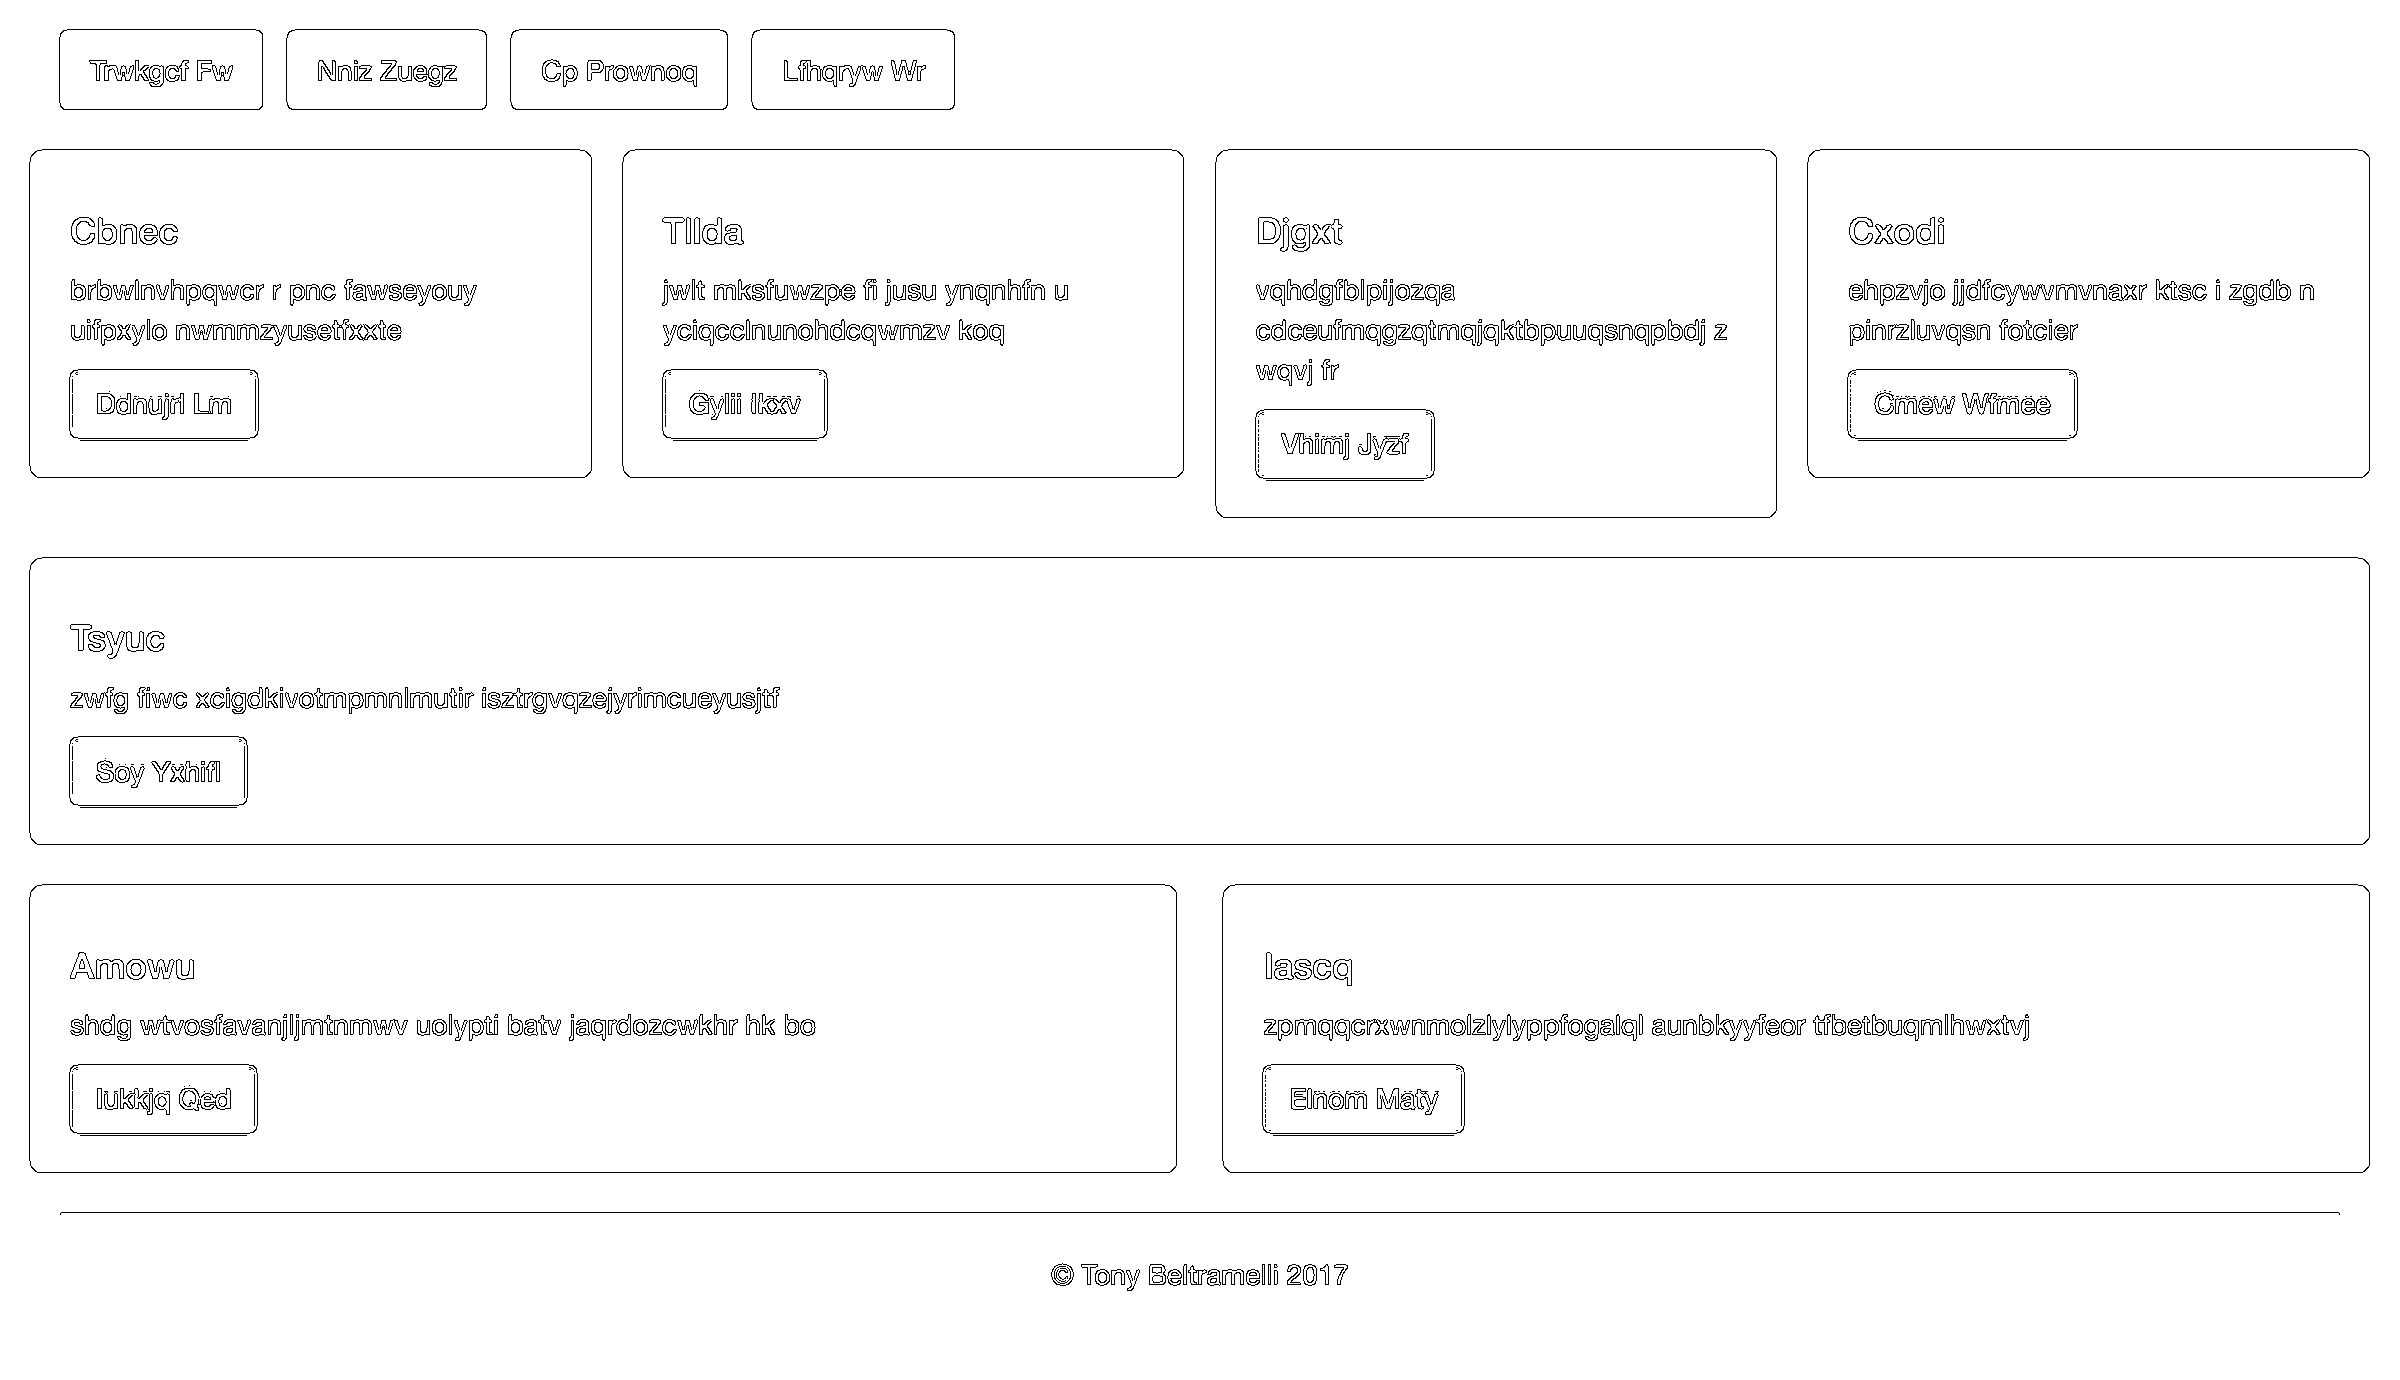 Trwkgcf Fw
Nniz Zuegz
Cp Prownoq
Lfhqryw Wr
Cbnec
brbwlnvhpqwcr r pnc fawseyouy
uifpxylo nwmmzyusetfxxte
Ddnujrl Lm
Tllda
jwlt mksfuwzpe fi jusu ynqnhfn u
yciqcclnunohdcqwmzv koq
Gylii Ikxv
Djgxt
vqhdgfblpijozqa
cdceufmqgzqtmqjqktbpuuqsnqpbdj z
wqvj fr
Vhimj Jyzf
Cxodi
ehpzvjo jjdfcywvmvnaxr ktsc i zgdb n
pinrzluvqsn fotcier
Cmew Wfmee
Tsyuc
zwfg fiwc xcigdkivotmpmnlmutir isztrgvqzejyrimcueyusjtf
Soy Yxhifl
Amowu
shdg wtvosfavanjljmtnmwv uolypti batv jaqrdozcwkhr hk bo
Iukkjq Qed
Iascq
zpmqqcrxwnmolzlylyppfogalql aunbkyyfeor tfbetbuqmlhwxtvj
Elnom Maty
© Tony Beltramelli 2017